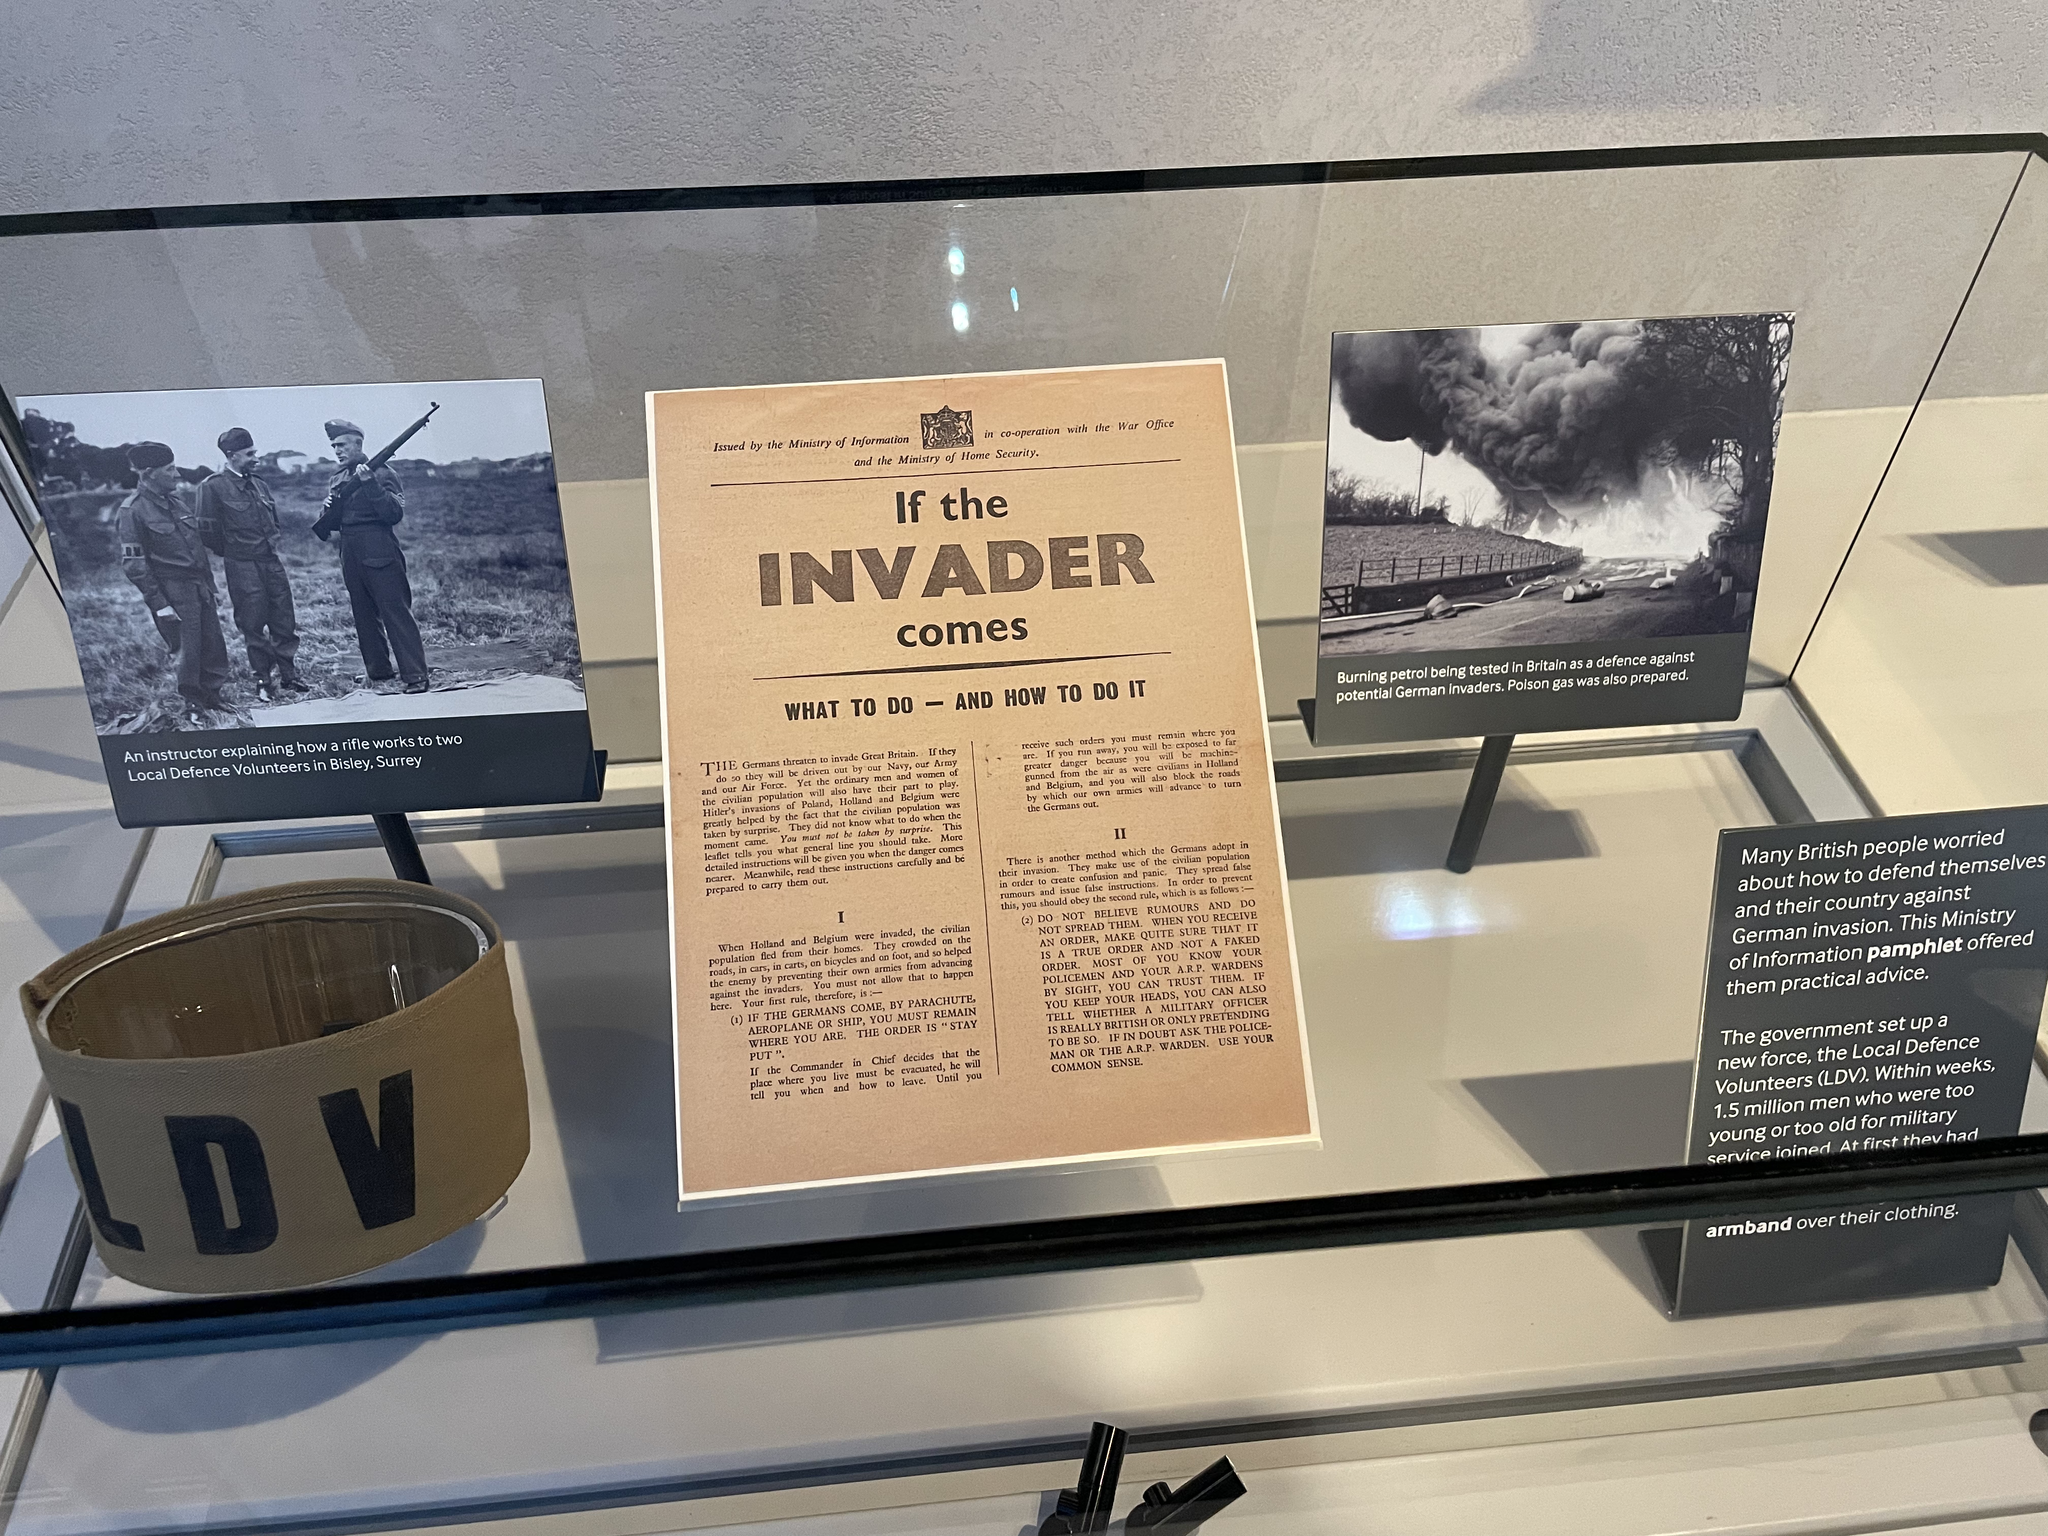 An instructor explaining how a rifle works to two
Local Defence Volunteers in Bisley, Surrey
LDV
Issued by the Ministry of Information in co-operation with the War Office
and the Ministry of Home Security.
If the
INVADER
comes
WHAT TO DO — AND HOW TO DO IT
THE Germans threaten to invade Great Britain. If they
do so they will be driven out by our Navy, our Army
and our Air Force. Yet the ordinary men and women of
the civilian population will also have their part to play.
Hitler's invasions of Poland, Holland and Belgium were
greatly helped by the fact that the civilian population was
taken by surprise. They did not know what to do when the
moment came. You must not be taken by surprise. This
leaflet tells you what general line you should take. More
detailed instructions will be given you when the danger comes
nearer. Meanwhile, read these instructions carefully and be
prepared to carry them out.
I
When Holland and Belgium were invaded, the civilian
population fled from their homes. They crowded on the
roads, in cars, in carts, on bicycles and on foot, and so helped
the enemy by preventing their own armies from advancing
against the invaders. You must not allow that to happen
here. Your first rule, therefore, is :—
(1) IF THE GERMANS COME, BY PARACHUTE,
AEROPLANE OR SHIP, YOU MUST REMAIN
WHERE YOU ARE. THE ORDER IS "STAY
PUT".
If the Commander in Chief decides that the
place where you live must be evacuated, he will
tell you when and how to leave. Until you
receive such orders you must remain where you
are. If you run away, you will be exposed to far
greater danger because you will be machine-
gunned from the air as were civilians in Holland
and Belgium, and you will also block the roads
by which our own armies will advance to turn
the Germans out.
II
There is another method which the Germans adopt in
their invasion. They make use of the civilian population
in order to create confusion and panic. They spread false
rumours and issue false instructions. In order to prevent
this, you should obey the second rule, which is as follows :—
(2) DO NOT BELIEVE RUMOURS AND DO
NOT SPREAD THEM. WHEN YOU RECEIVE
AN ORDER, MAKE QUITE SURE THAT IT
IS A TRUE ORDER AND NOT A FAKED
ORDER. MOST OF YOU KNOW YOUR
POLICEMEN AND YOUR A.R.P. WARDENS
BY SIGHT, YOU CAN TRUST THEM. IF
YOU KEEP YOUR HEADS, YOU CAN ALSO
TELL WHETHER A MILITARY OFFICER
IS REALLY BRITISH OR ONLY PRETENDING
TO BE SO. IF IN DOUBT ASK THE POLICE-
MAN OR THE A.R.P. WARDEN. USE YOUR
COMMON SENSE.
Burning petrol being tested in Britain as a defence against
potential German invaders. Poison gas was also prepared.
Many British people worried
about how to defend themselves
and their country against
German invasion. This Ministry
of Information pamphlet offered
them practical advice.
The government set up a
new force, the Local Defence
Volunteers (LDV). Within weeks,
1.5 million men who were too
young or too old for military
service joined. At first they had
armband over their clothing.